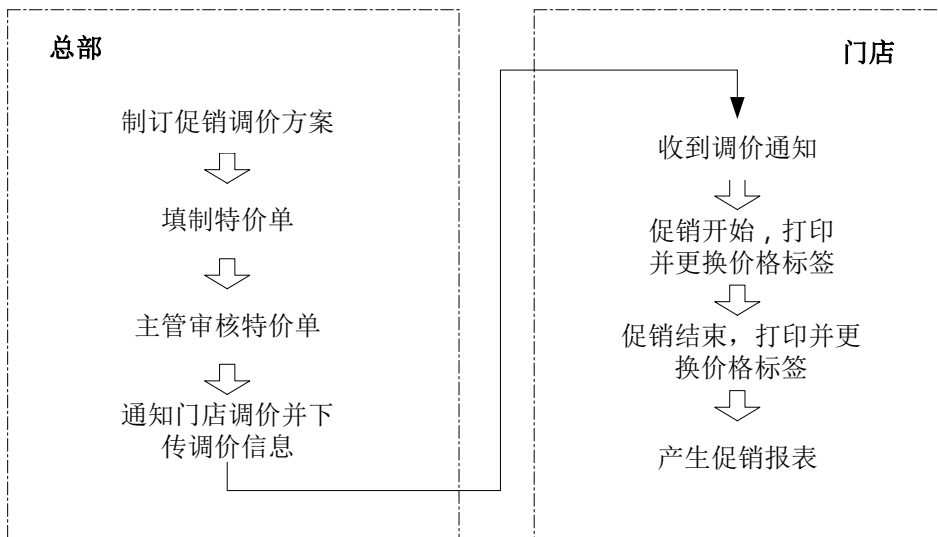 总部
制订促销调价方案
填制特价单
主管审核特价单
通知门店调价并下
传调价信息
门店
收到调价通知
促销开始，打印
并更换价格标签
促销结束，打印并更
换价格标签
产生促销报表